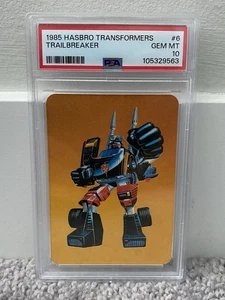 1985 HASBRO TRANSFORMERS #6
TRAILBREAKER GEM MT
10
PSA 105329563